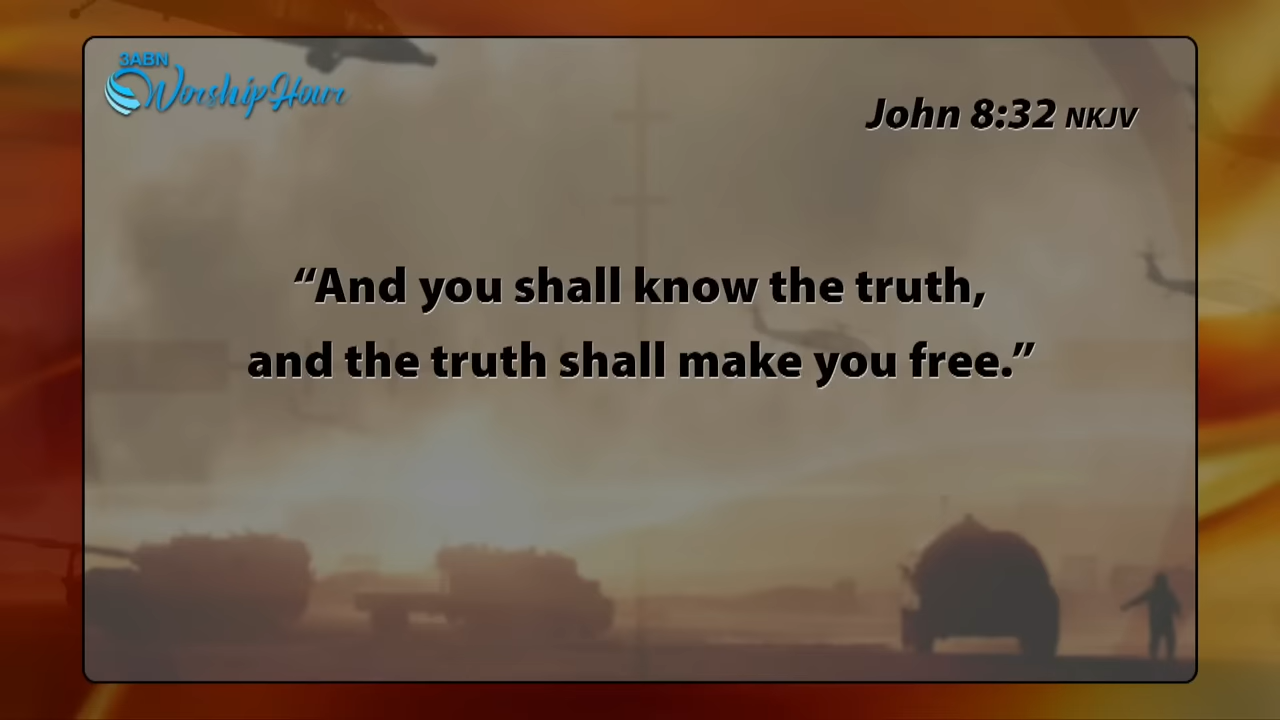 3ABN
Worship Hour
John 8:32 NKJV
“And you shall know the truth,
and the truth shall make you free.”